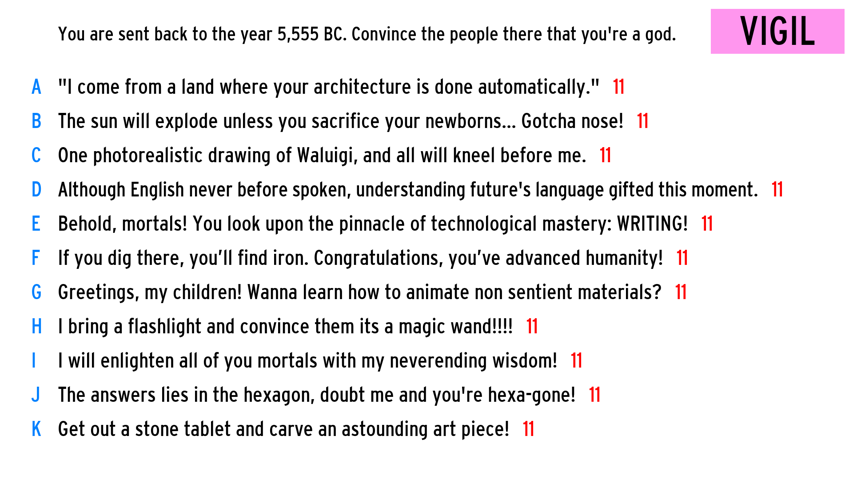 You are sent back to the year 5,555 BC. Convince the people there that you're a god.
VIGIL
A "I come from a land where your architecture is done automatically." 11
B The sun will explode unless you sacrifice your newborns... Gotcha nose! 11
C One photorealistic drawing of Waluigi, and all will kneel before me. 11
D Although English never before spoken, understanding future's language gifted this moment. 11
E Behold, mortals! You look upon the pinnacle of technological mastery: WRITING! 11
F If you dig there, you’ll find iron. Congratulations, you’ve advanced humanity! 11
G Greetings, my children! Wanna learn how to animate non sentient materials? 11
H I bring a flashlight and convince them its a magic wand!!!! 11
I I will enlighten all of you mortals with my neverending wisdom! 11
J The answers lies in the hexagon, doubt me and you're hexa-gone! 11
K Get out a stone tablet and carve an astounding art piece! 11